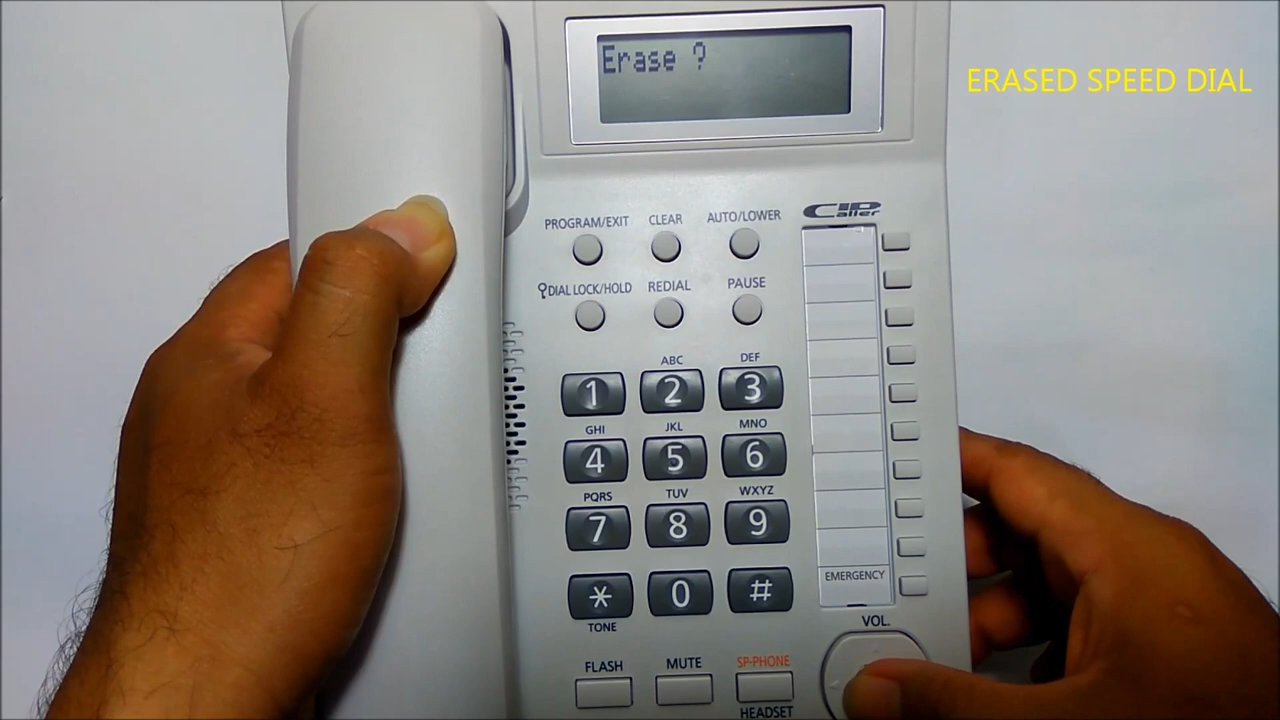 Erase ?
ERASED SPEED DIAL
CID
aller
PROGRAM/EXIT CLEAR AUTO/LOWER
DIAL LOCK/HOLD REDIAL PAUSE
ABC DEF
1 2 3
GHI JKL MNO
4 5 6
PQRS TUV WXYZ
7 8 9
EMERGENCY
* 0 #
TONE
VOL.
FLASH MUTE SP-PHONE
HEADSET